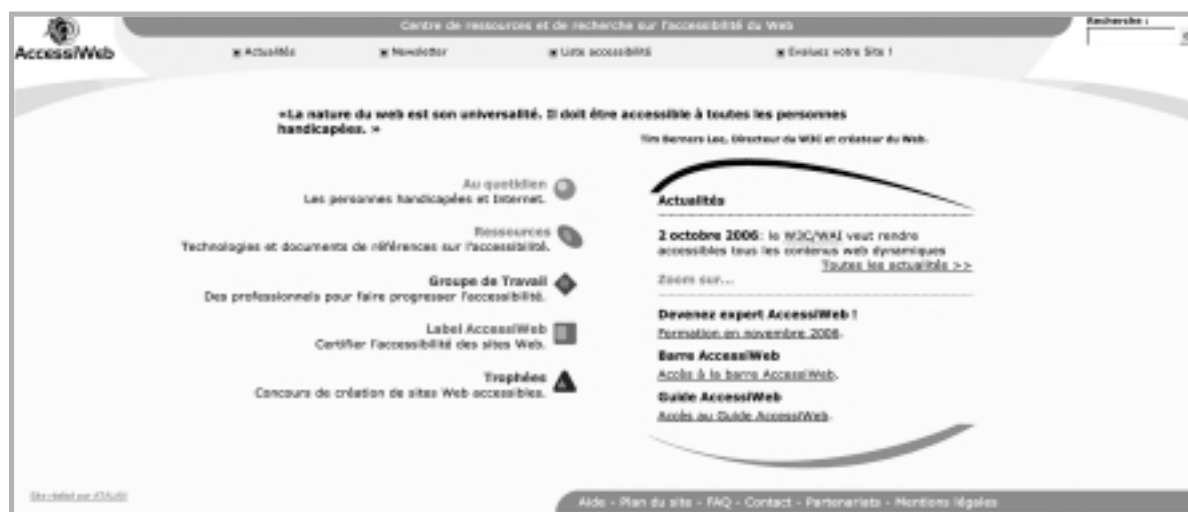 Centre de ressources et de recherche sur l'accessibilité du Web
Recherche :
AccessiWeb
Actualités
Newsletter
Liste accessibilité
Evaluez votre Site !
«La nature du web est son universalité. Il doit être accessible à toutes les personnes
handicapées. »
Tim Berners Lee, Directeur du W3C et créateur du Web.
Au quotidien
Les personnes handicapées et Internet.
Ressources
Technologies et documents de références sur l'accessibilité.
Groupe de Travail
Des professionnels pour faire progresser l'accessibilité.
Label AccessiWeb
Certifier l'accessibilité des sites Web.
Trophées
Concours de création de sites Web accessibles.
Actualités
2 octobre 2006: le W3C/WAI veut rendre
accessibles tous les contenus web dynamiques
Toutes les actualités >>
Zoom sur...
Devenez expert AccessiWeb !
Formation en novembre 2006.
Barre AccessiWeb
Accès à la barre AccessiWeb.
Guide AccessiWeb
Accès au Guide AccessiWeb.
Site réalisé par
Aide - Plan du site - FAQ - Contact - Partenariats - Mentions légales